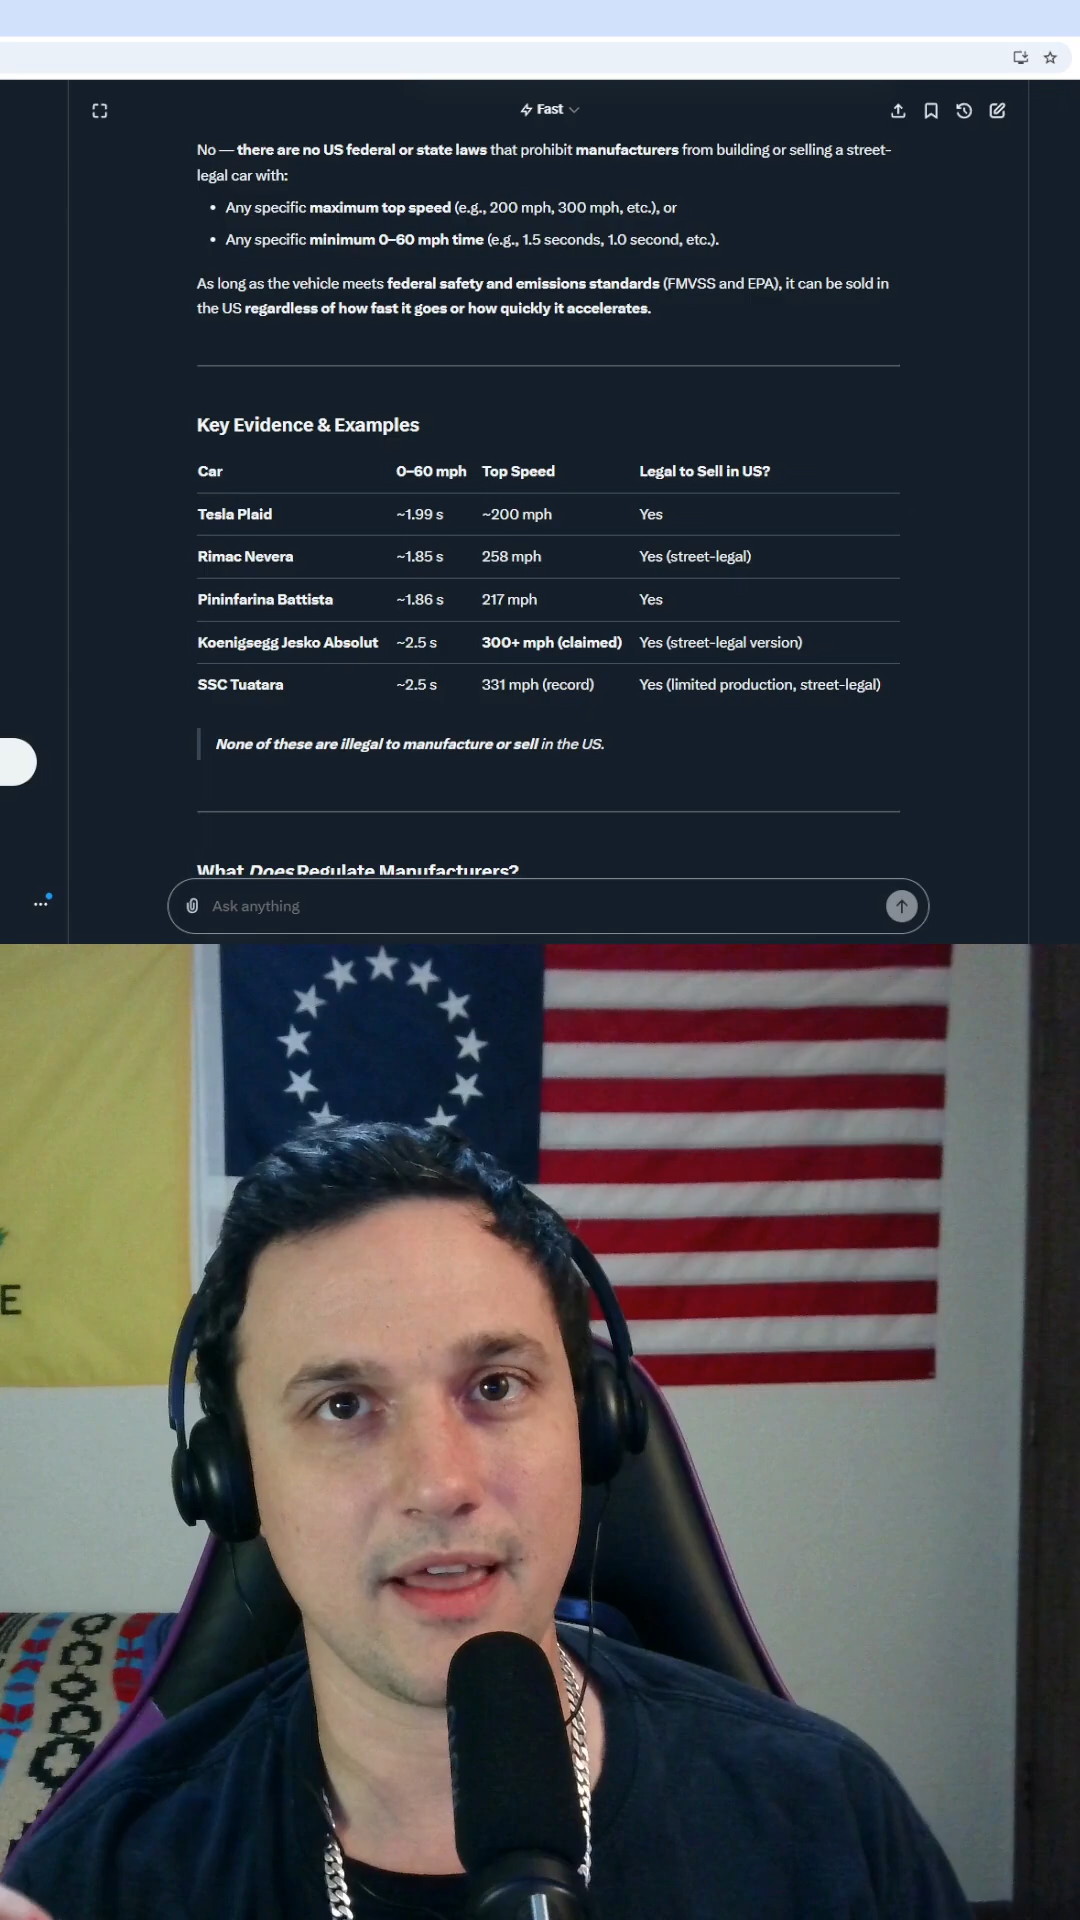 Fast
No — there are no US federal or state laws that prohibit manufacturers from building or selling a street-
legal car with:
• Any specific maximum top speed (e.g., 200 mph, 300 mph, etc.), or
• Any specific minimum 0–60 mph time (e.g., 1.5 seconds, 1.0 second, etc.).
As long as the vehicle meets federal safety and emissions standards (FMVSS and EPA), it can be sold in
the US regardless of how fast it goes or how quickly it accelerates.
Key Evidence & Examples
Car 0–60 mph Top Speed Legal to Sell in US?
Tesla Plaid ~1.99 s ~200 mph Yes
Rimac Nevera ~1.85 s 258 mph Yes (street-legal)
Pininfarina Battista ~1.86 s 217 mph Yes
Koenigsegg Jesko Absolut ~2.5 s 300+ mph (claimed) Yes (street-legal version)
SSC Tuatara ~2.5 s 331 mph (record) Yes (limited production, street-legal)
None of these are illegal to manufacture or sell in the US.
What Does Regulate Manufacturers?
Ask anything
E